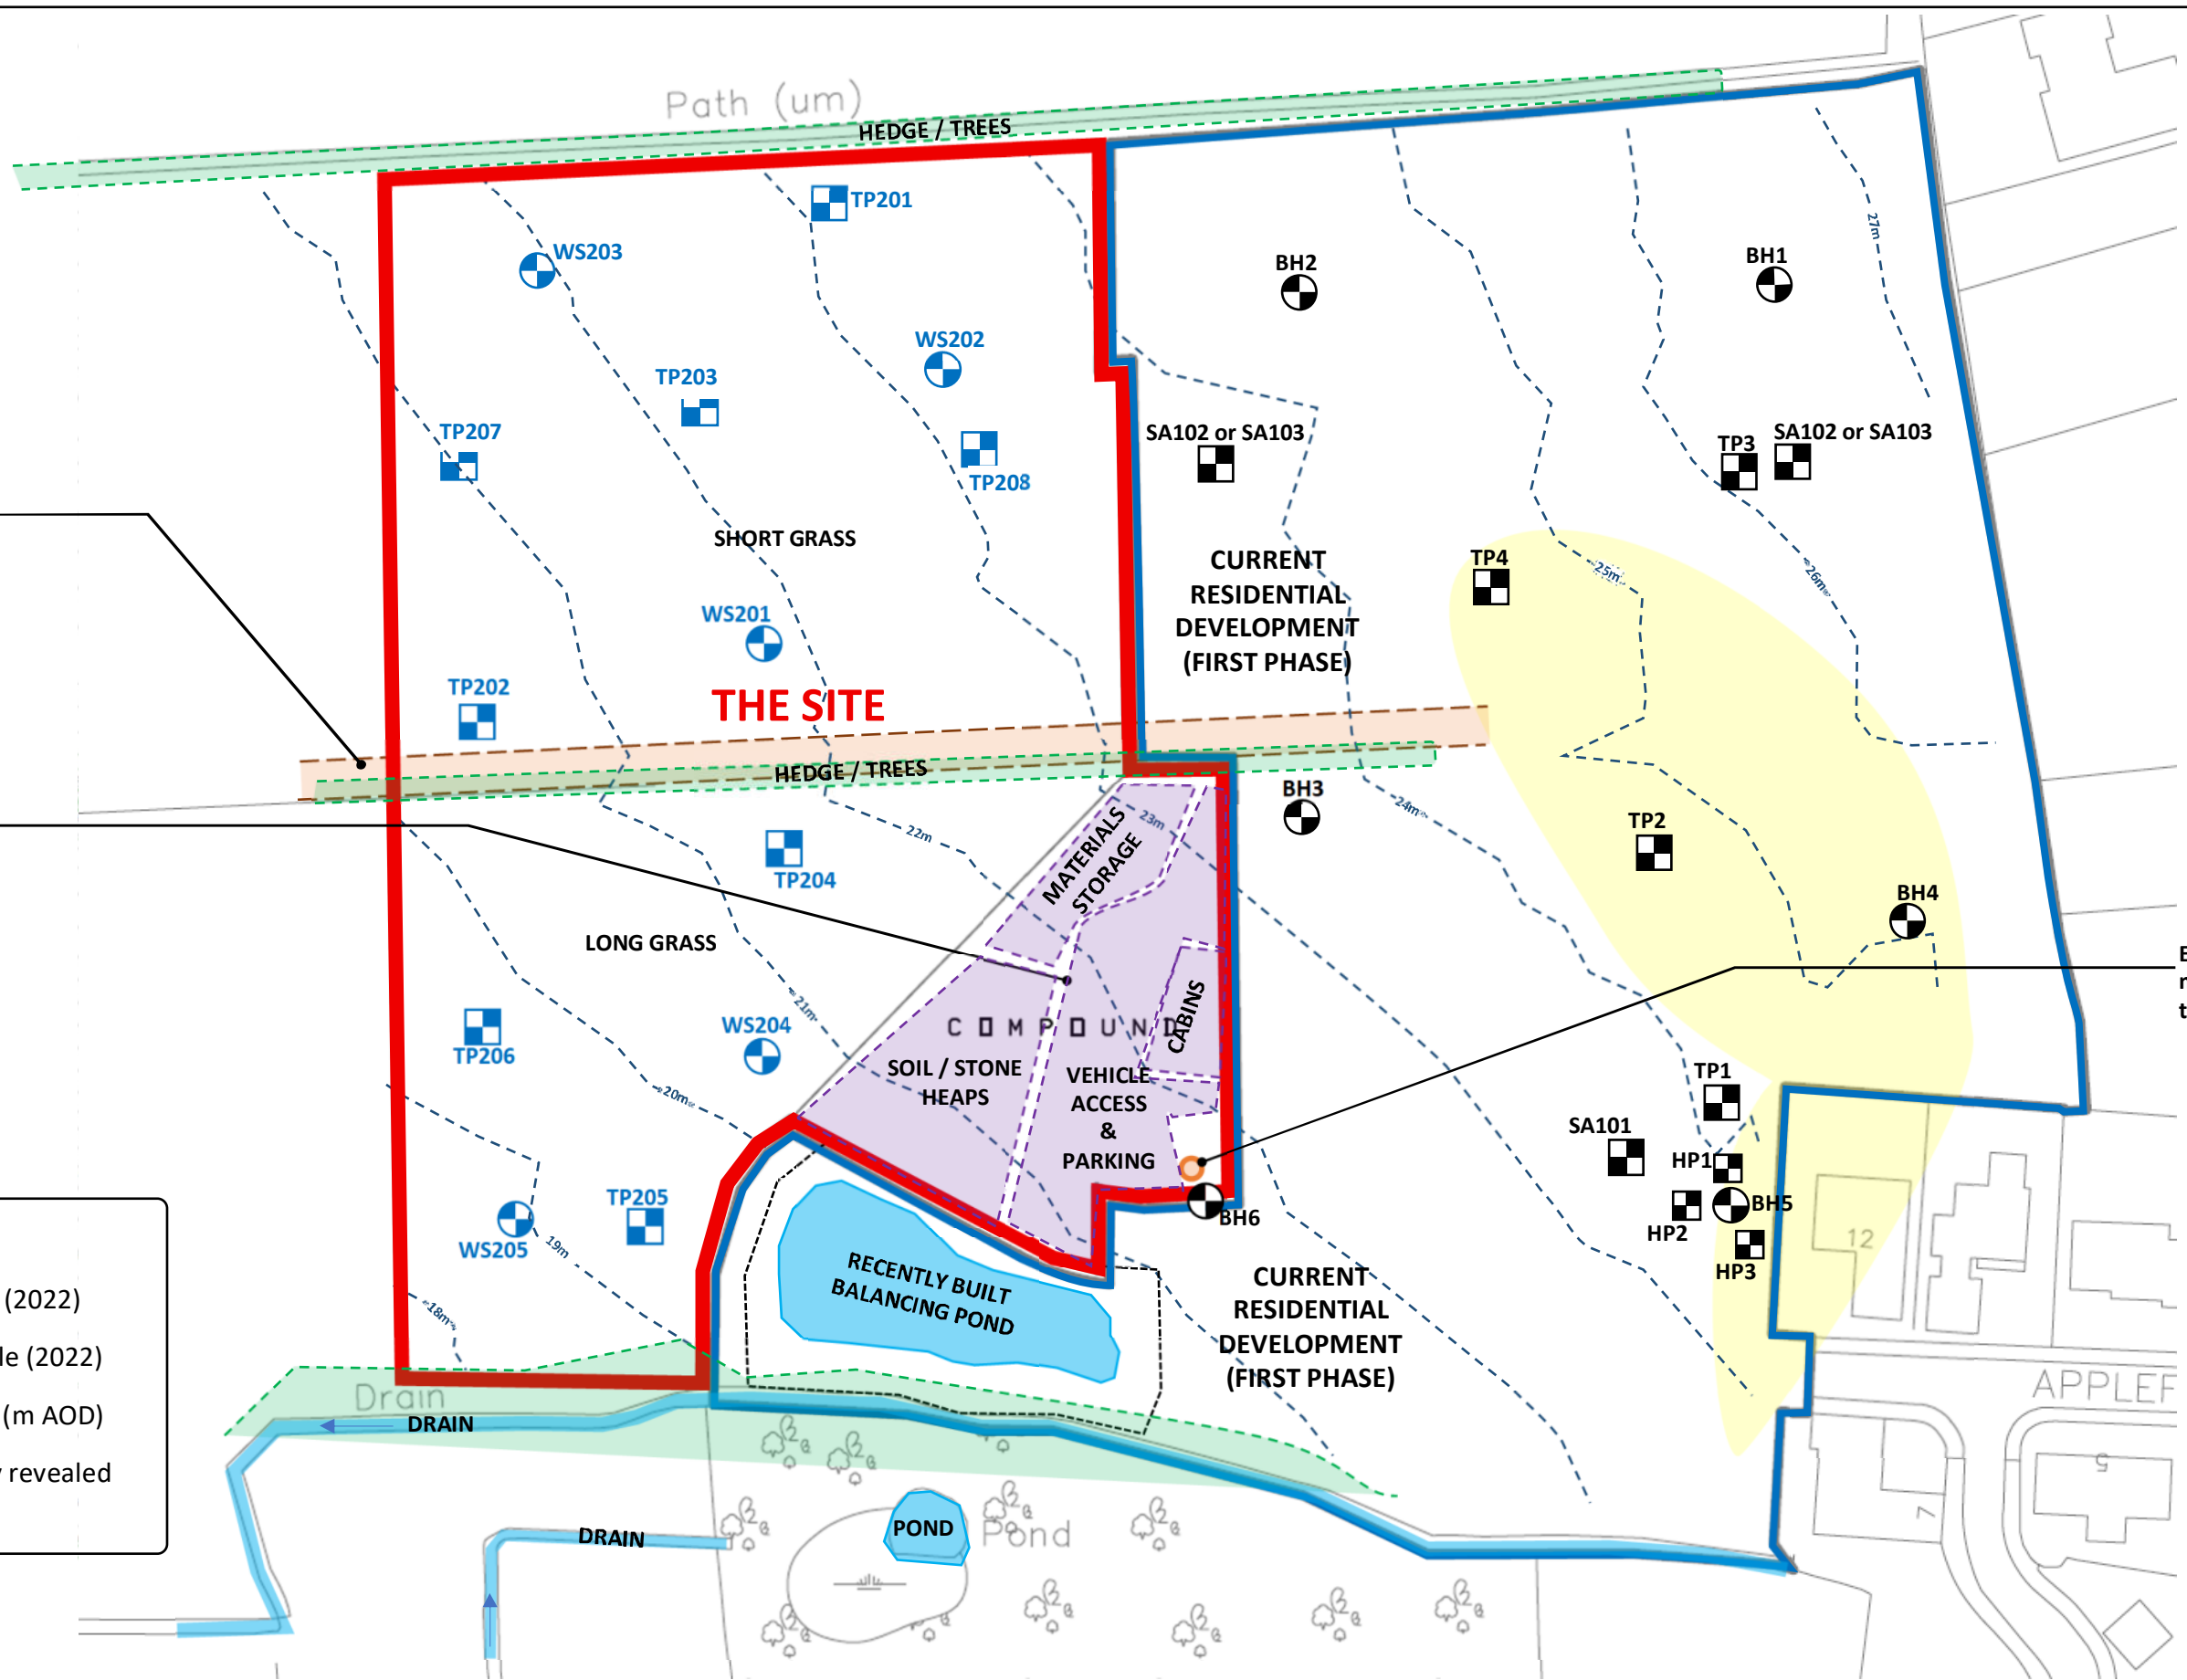 Path (um)
HEDGE / TREES
TP201
WS203
27m
BH2
BH1
WS202
TP203
TP207
SA102 or SA103
TP3
SA102 or SA103
TP208
SHORT GRASS
CURRENT
RESIDENTIAL
DEVELOPMENT
(FIRST PHASE)
TP4
25m
26m
WS201
TP202
THE SITE
HEDGE / TREES
BH3
24m
22m
23m
MATERIALS
STORAGE
TP2
TP204
BH4
LONG GRASS
21m
CABINS
COMPOUND
WS204
TP206
SOIL / STONE
HEAPS
VEHICLE
ACCESS
&
PARKING
20m
TP1
SA101
HP1
BH5
HP2
HP3
12
BH6
TP205
WS205
19m
18m
RECENTLY BUILT
BALANCING POND
CURRENT
RESIDENTIAL
DEVELOPMENT
(FIRST PHASE)
(2022)
(2022)
(m AOD)
revealed
Drain
DRAIN
APPLEF
5
7
POND
Pond
DRAIN